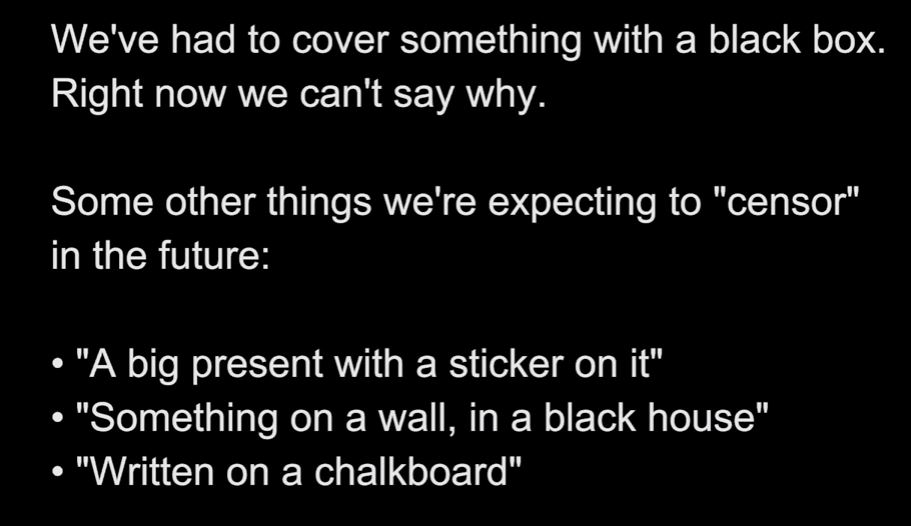 We've had to cover something with a black box.
Right now we can't say why.
Some other things we're expecting to "censor"
in the future:
• "A big present with a sticker on it"
• "Something on a wall, in a black house"
• "Written on a chalkboard"